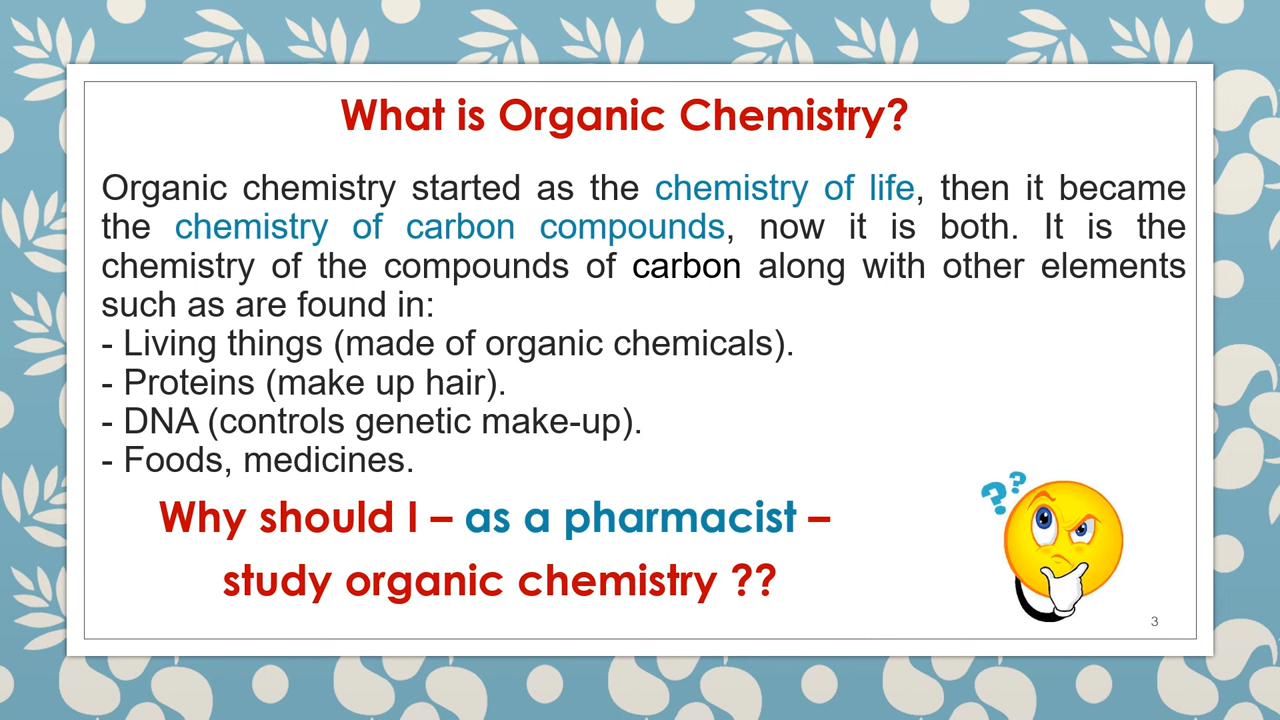 What is Organic Chemistry?
Organic chemistry started as the chemistry of life, then it became
the chemistry of carbon compounds, now it is both. It is the
chemistry of the compounds of carbon along with other elements
such as are found in:
- Living things (made of organic chemicals).
- Proteins (make up hair).
- DNA (controls genetic make-up).
- Foods, medicines.
??
Why should I – as a pharmacist –
study organic chemistry ??
3